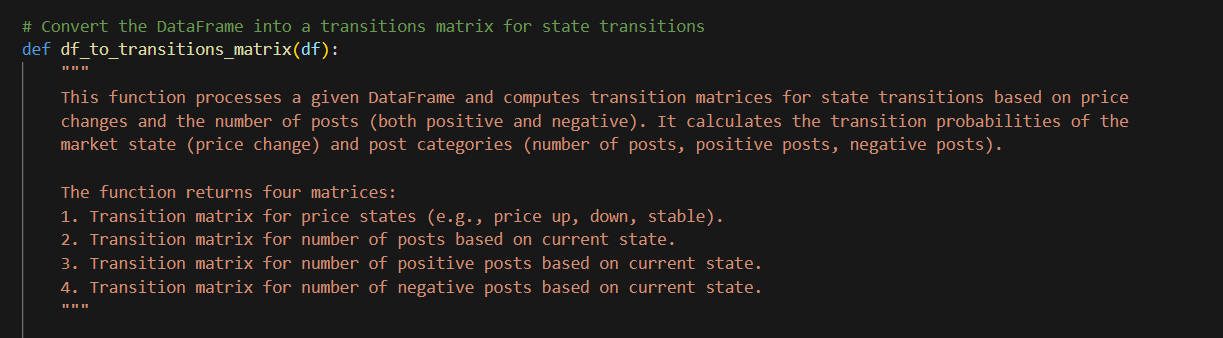 # Convert the DataFrame into a transitions matrix for state transitions
def df_to_transitions_matrix(df):
"""
This function processes a given DataFrame and computes transition matrices for state transitions based on price
changes and the number of posts (both positive and negative). It calculates the transition probabilities of the
market state (price change) and post categories (number of posts, positive posts, negative posts).
The function returns four matrices:
1. Transition matrix for price states (e.g., price up, down, stable).
2. Transition matrix for number of posts based on current state.
3. Transition matrix for number of positive posts based on current state.
4. Transition matrix for number of negative posts based on current state.
"""